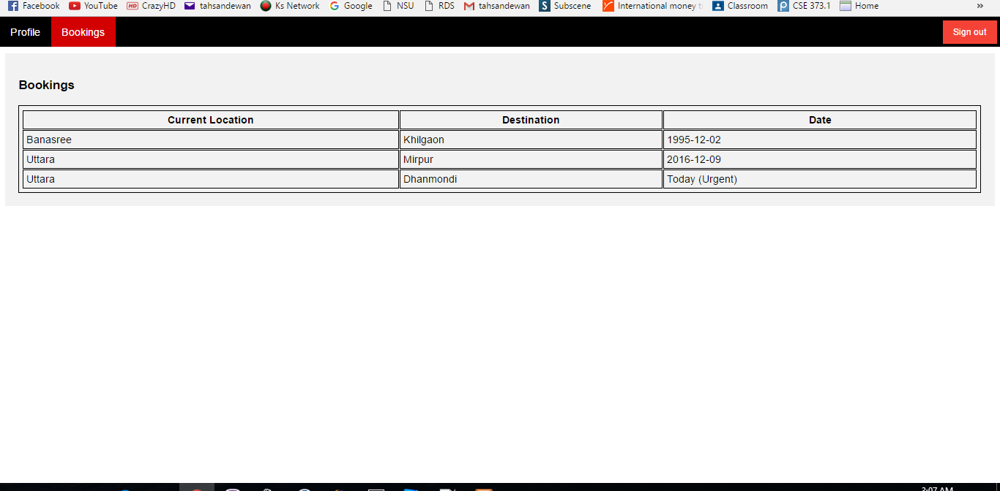 Facebook YouTube HD CrazyHD tahsandewan Ks Network Google NSU RDS tahsandewan S Subscene International money Classroom CSE 373.1 Home »
Profile Bookings Sign out
Bookings
Current Location Destination Date
Banasree Khilgaon 1995-12-02
Uttara Mirpur 2016-12-09
Uttara Dhanmondi Today (Urgent)
3:07 AM